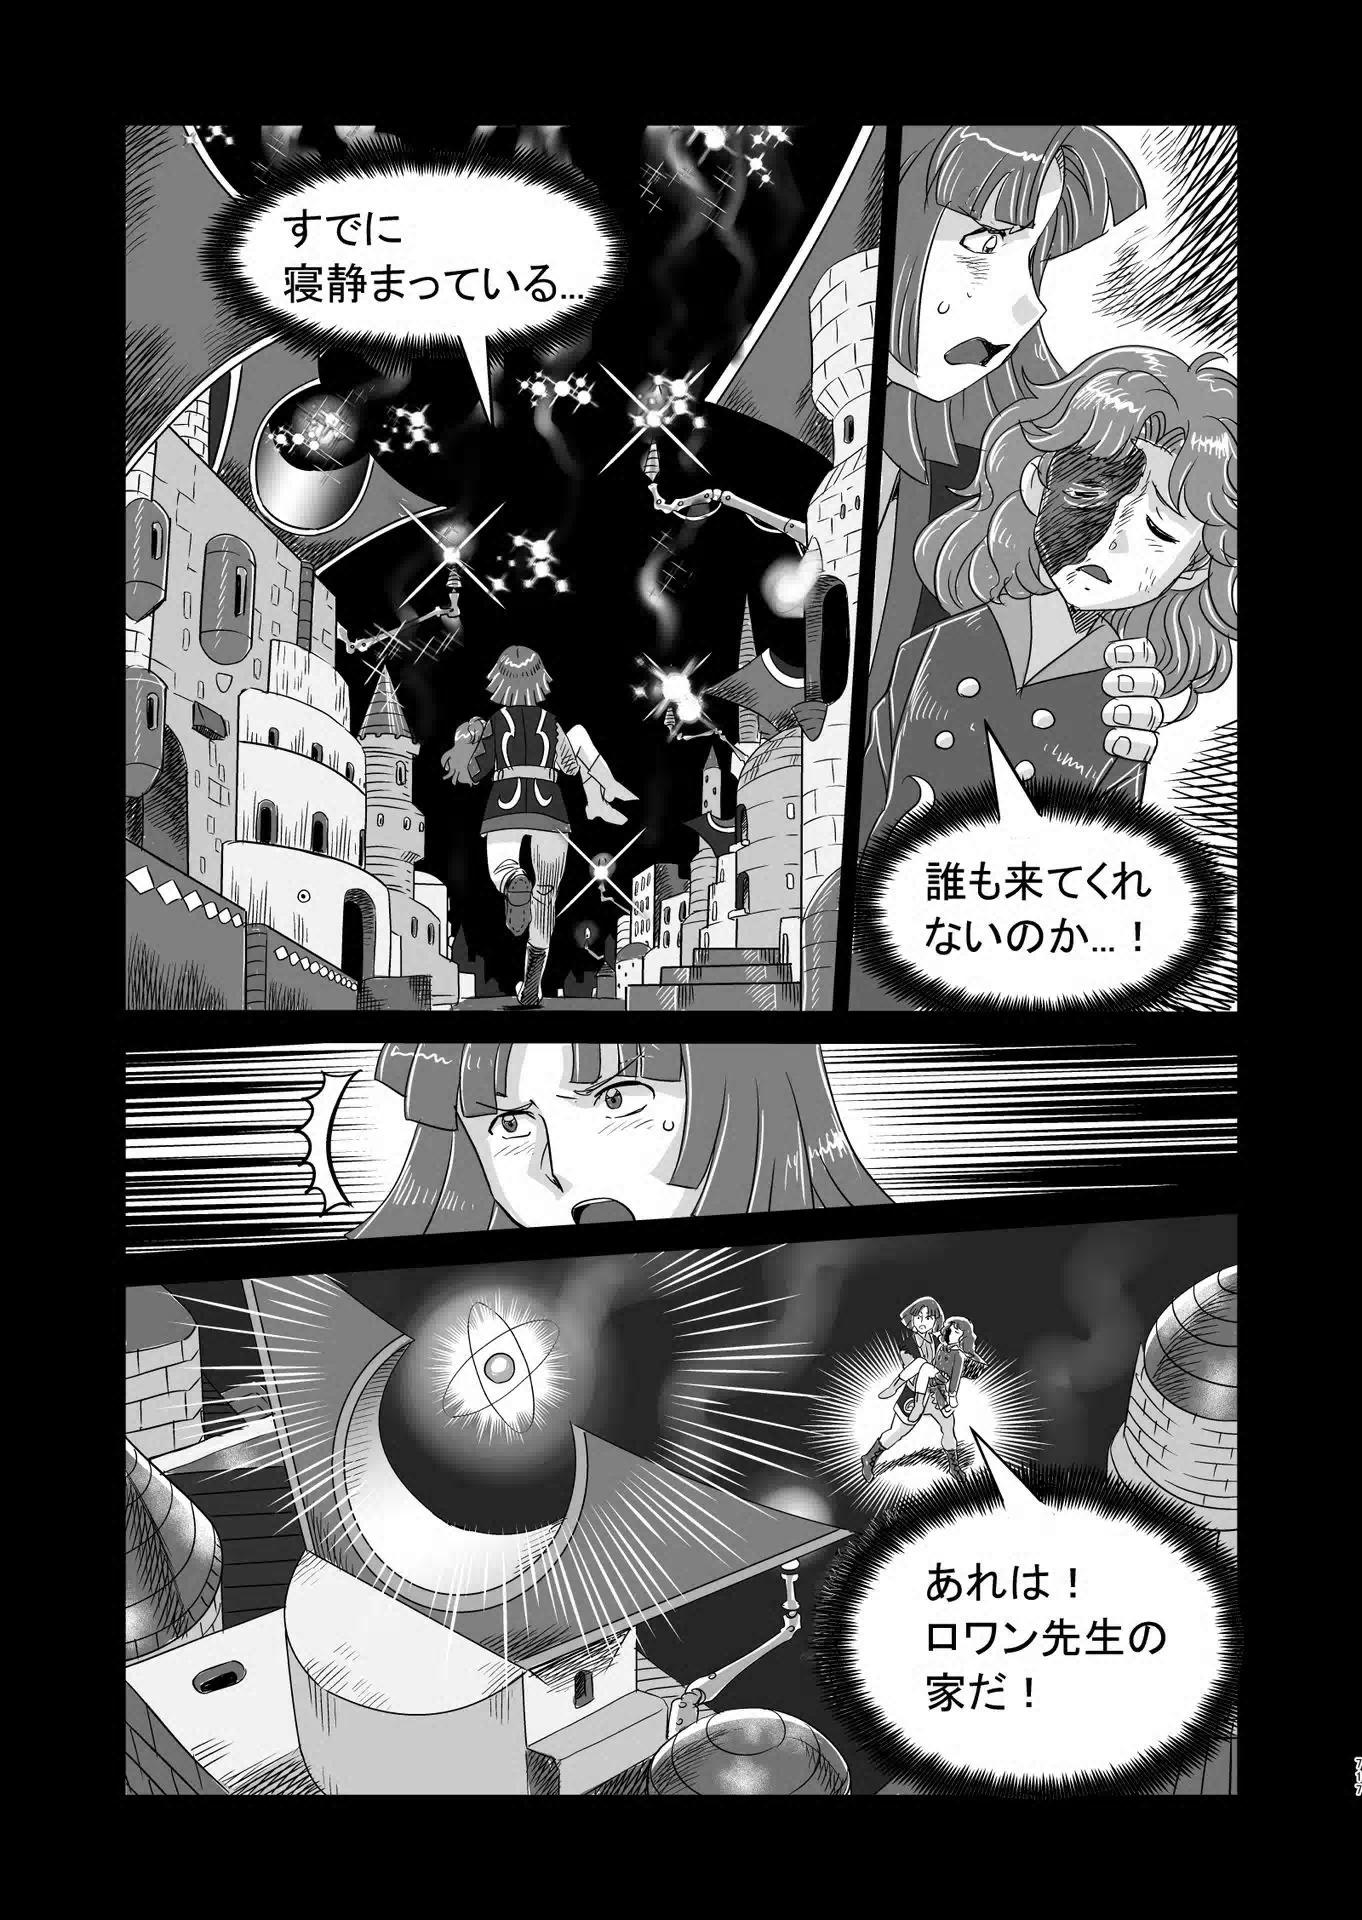 すでに
寝静まっている...
誰も来てくれ
ないのか...！
あれは！
ロワン先生の
家だ！
717